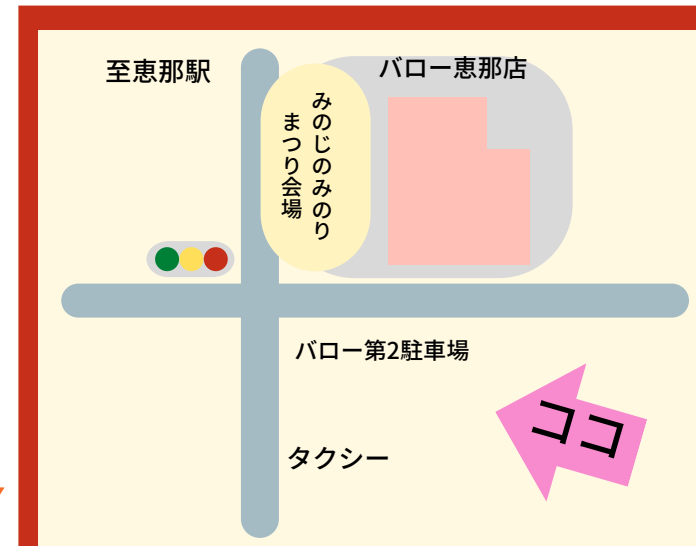 至恵那駅
バロー恵那店
みのじのみのり
まつり会場
バロー第2駐車場
ココ
タクシー